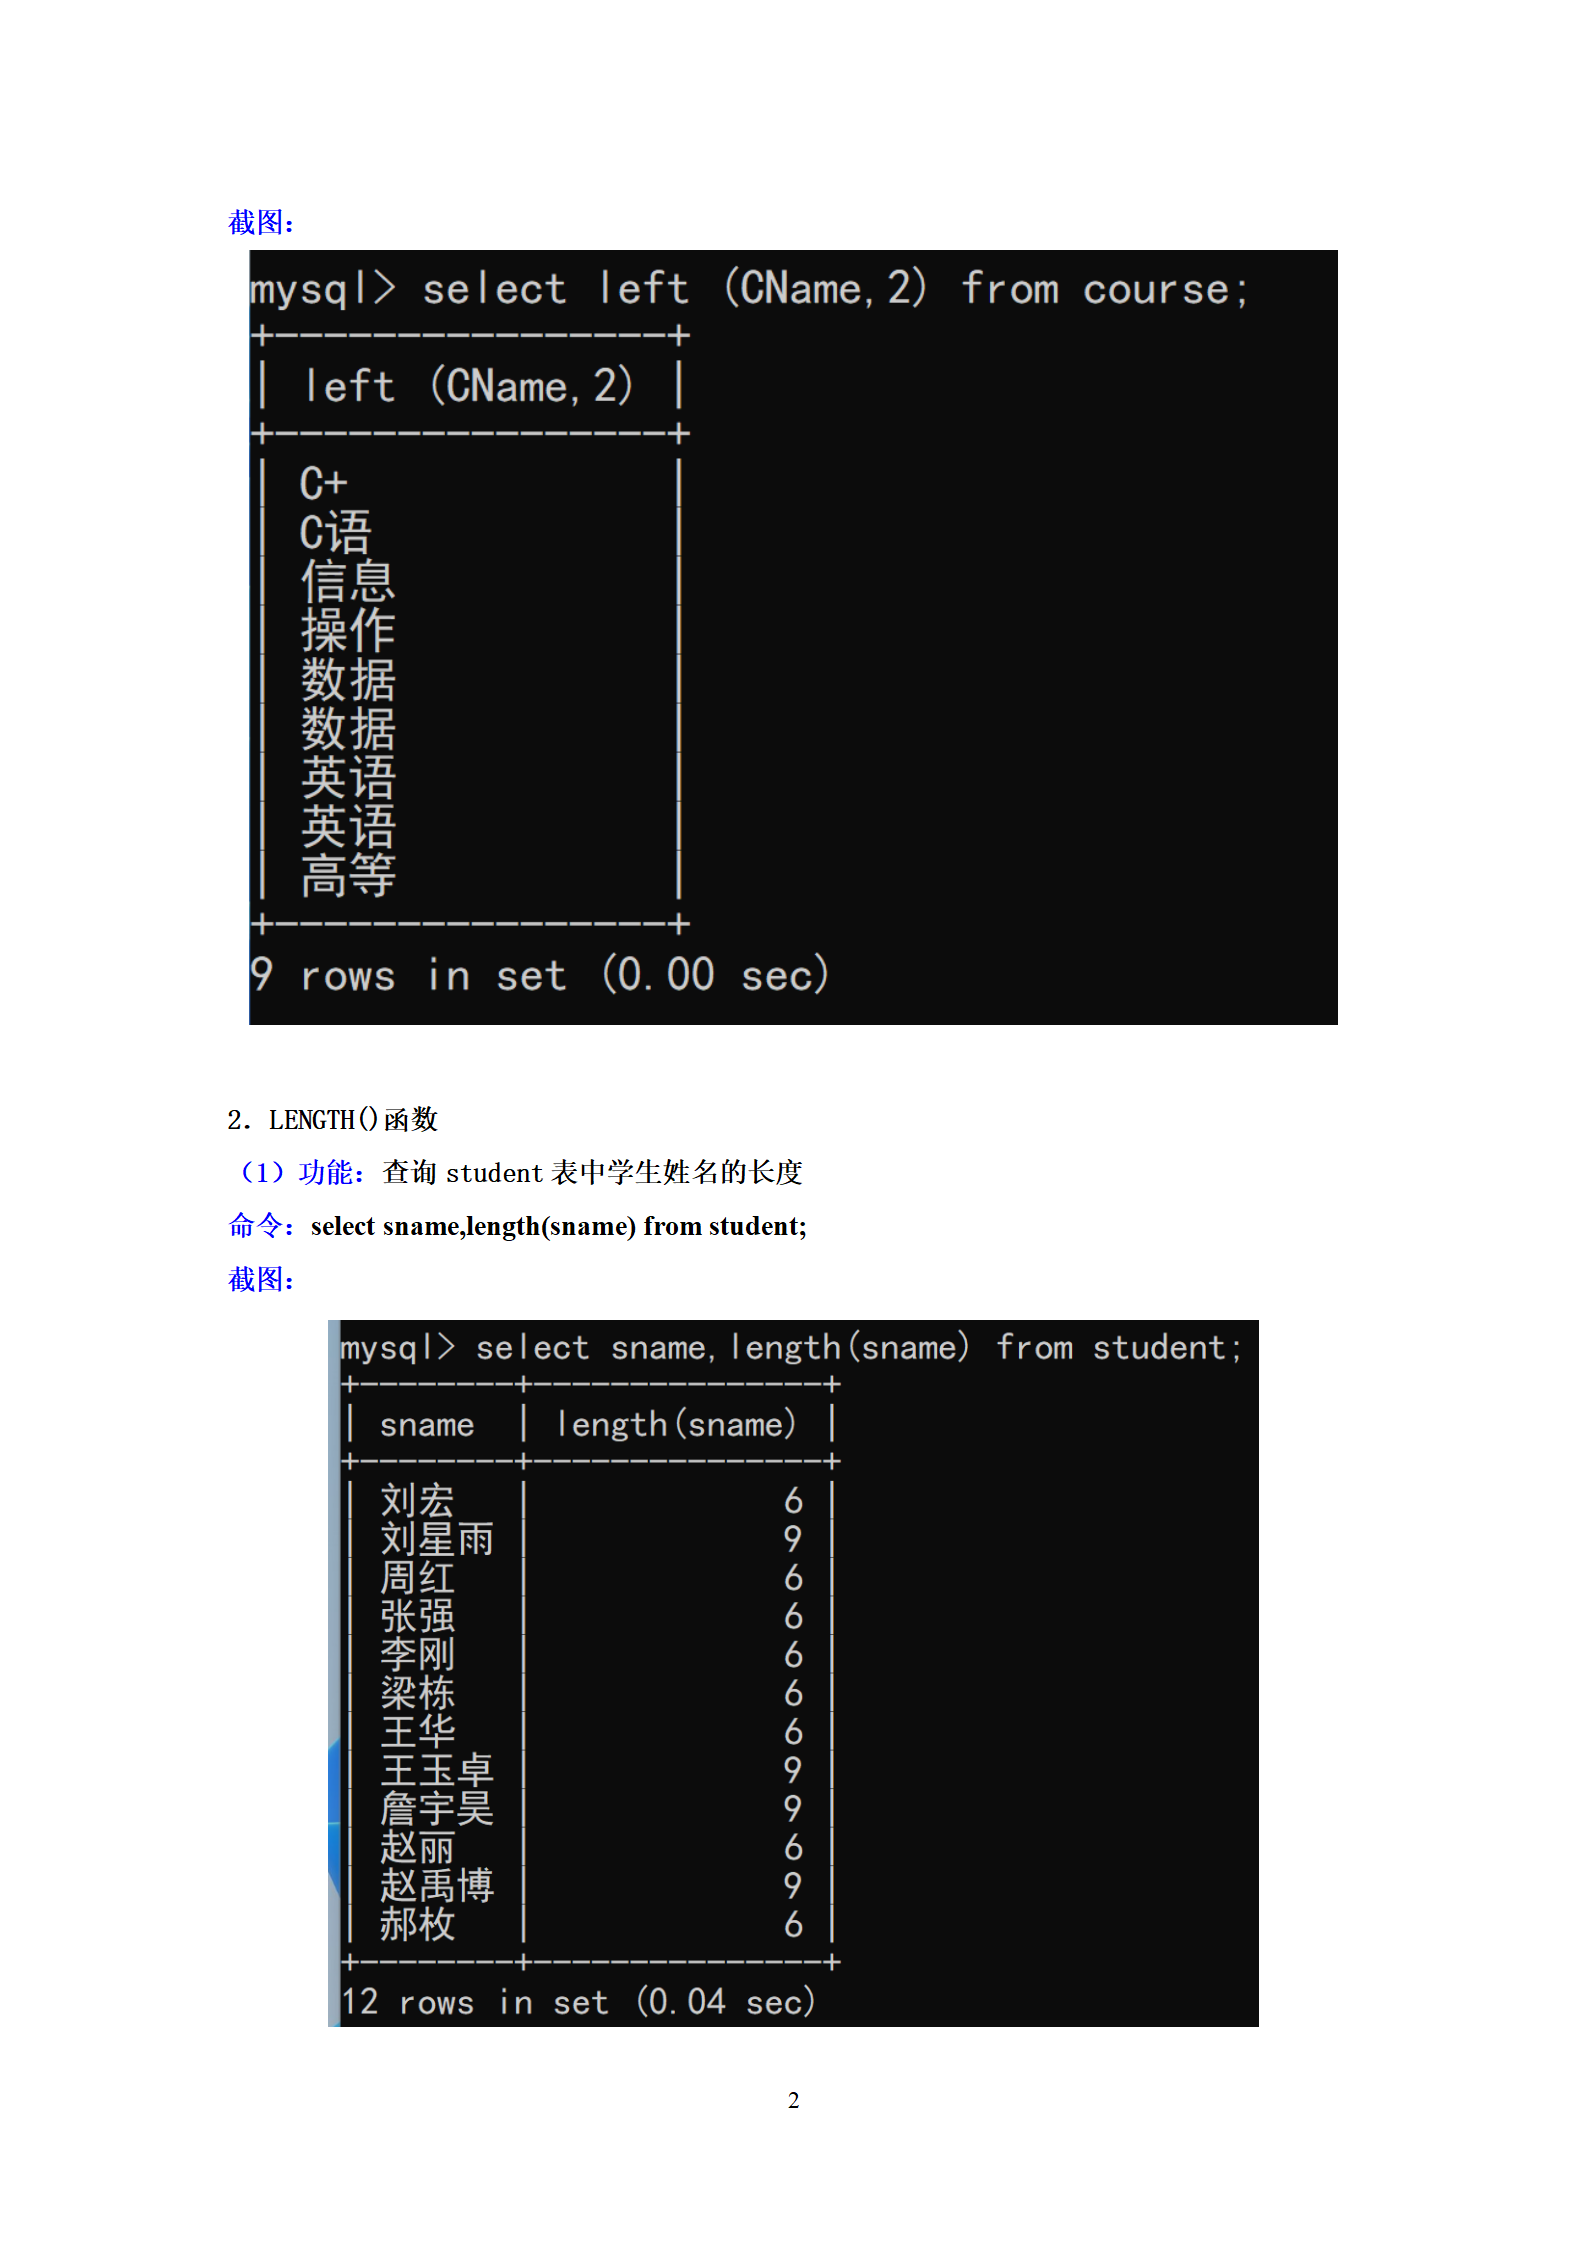 截图：
mysql> select left (CName,2) from course;
+----------------+
| left (CName,2) |
+----------------+
| C+             |
| C语            |
| 信息           |
| 操作           |
| 数据           |
| 数据           |
| 英语           |
| 英语           |
| 高等           |
+----------------+
9 rows in set (0.00 sec)
2. LENGTH()函数
（1）功能：查询 student 表中学生姓名的长度
命令：select sname,length(sname) from student;
截图：
mysql> select sname,length(sname) from student;
+--------+---------------+
| sname  | length(sname) |
+--------+---------------+
| 刘宏   |             6 |
| 刘星雨 |             9 |
| 周红   |             6 |
| 张强   |             6 |
| 李刚   |             6 |
| 梁栋   |             6 |
| 王华   |             6 |
| 王玉卓 |             9 |
| 詹宇昊 |             9 |
| 赵丽   |             6 |
| 赵禹博 |             9 |
| 郝枚   |             6 |
+--------+---------------+
12 rows in set (0.04 sec)
2